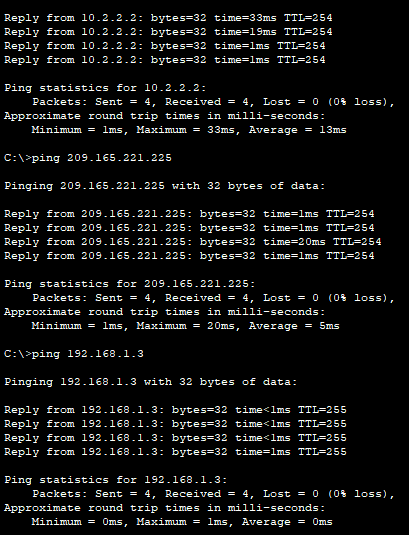 Reply from 10.2.2.2: bytes=32 time=33ms TTL=254
Reply from 10.2.2.2: bytes=32 time=19ms TTL=254
Reply from 10.2.2.2: bytes=32 time=1ms TTL=254
Reply from 10.2.2.2: bytes=32 time=1ms TTL=254
Ping statistics for 10.2.2.2:
Packets: Sent = 4, Received = 4, Lost = 0 (0% loss),
Approximate round trip times in milli-seconds:
Minimum = 1ms, Maximum = 33ms, Average = 13ms
C:\>ping 209.165.221.225
Pinging 209.165.221.225 with 32 bytes of data:
Reply from 209.165.221.225: bytes=32 time=1ms TTL=254
Reply from 209.165.221.225: bytes=32 time=1ms TTL=254
Reply from 209.165.221.225: bytes=32 time=20ms TTL=254
Reply from 209.165.221.225: bytes=32 time=1ms TTL=254
Ping statistics for 209.165.221.225:
Packets: Sent = 4, Received = 4, Lost = 0 (0% loss),
Approximate round trip times in milli-seconds:
Minimum = 1ms, Maximum = 20ms, Average = 5ms
C:\>ping 192.168.1.3
Pinging 192.168.1.3 with 32 bytes of data:
Reply from 192.168.1.3: bytes=32 time<1ms TTL=255
Reply from 192.168.1.3: bytes=32 time<1ms TTL=255
Reply from 192.168.1.3: bytes=32 time<1ms TTL=255
Reply from 192.168.1.3: bytes=32 time=1ms TTL=255
Ping statistics for 192.168.1.3:
Packets: Sent = 4, Received = 4, Lost = 0 (0% loss),
Approximate round trip times in milli-seconds:
Minimum = 0ms, Maximum = 1ms, Average = 0ms